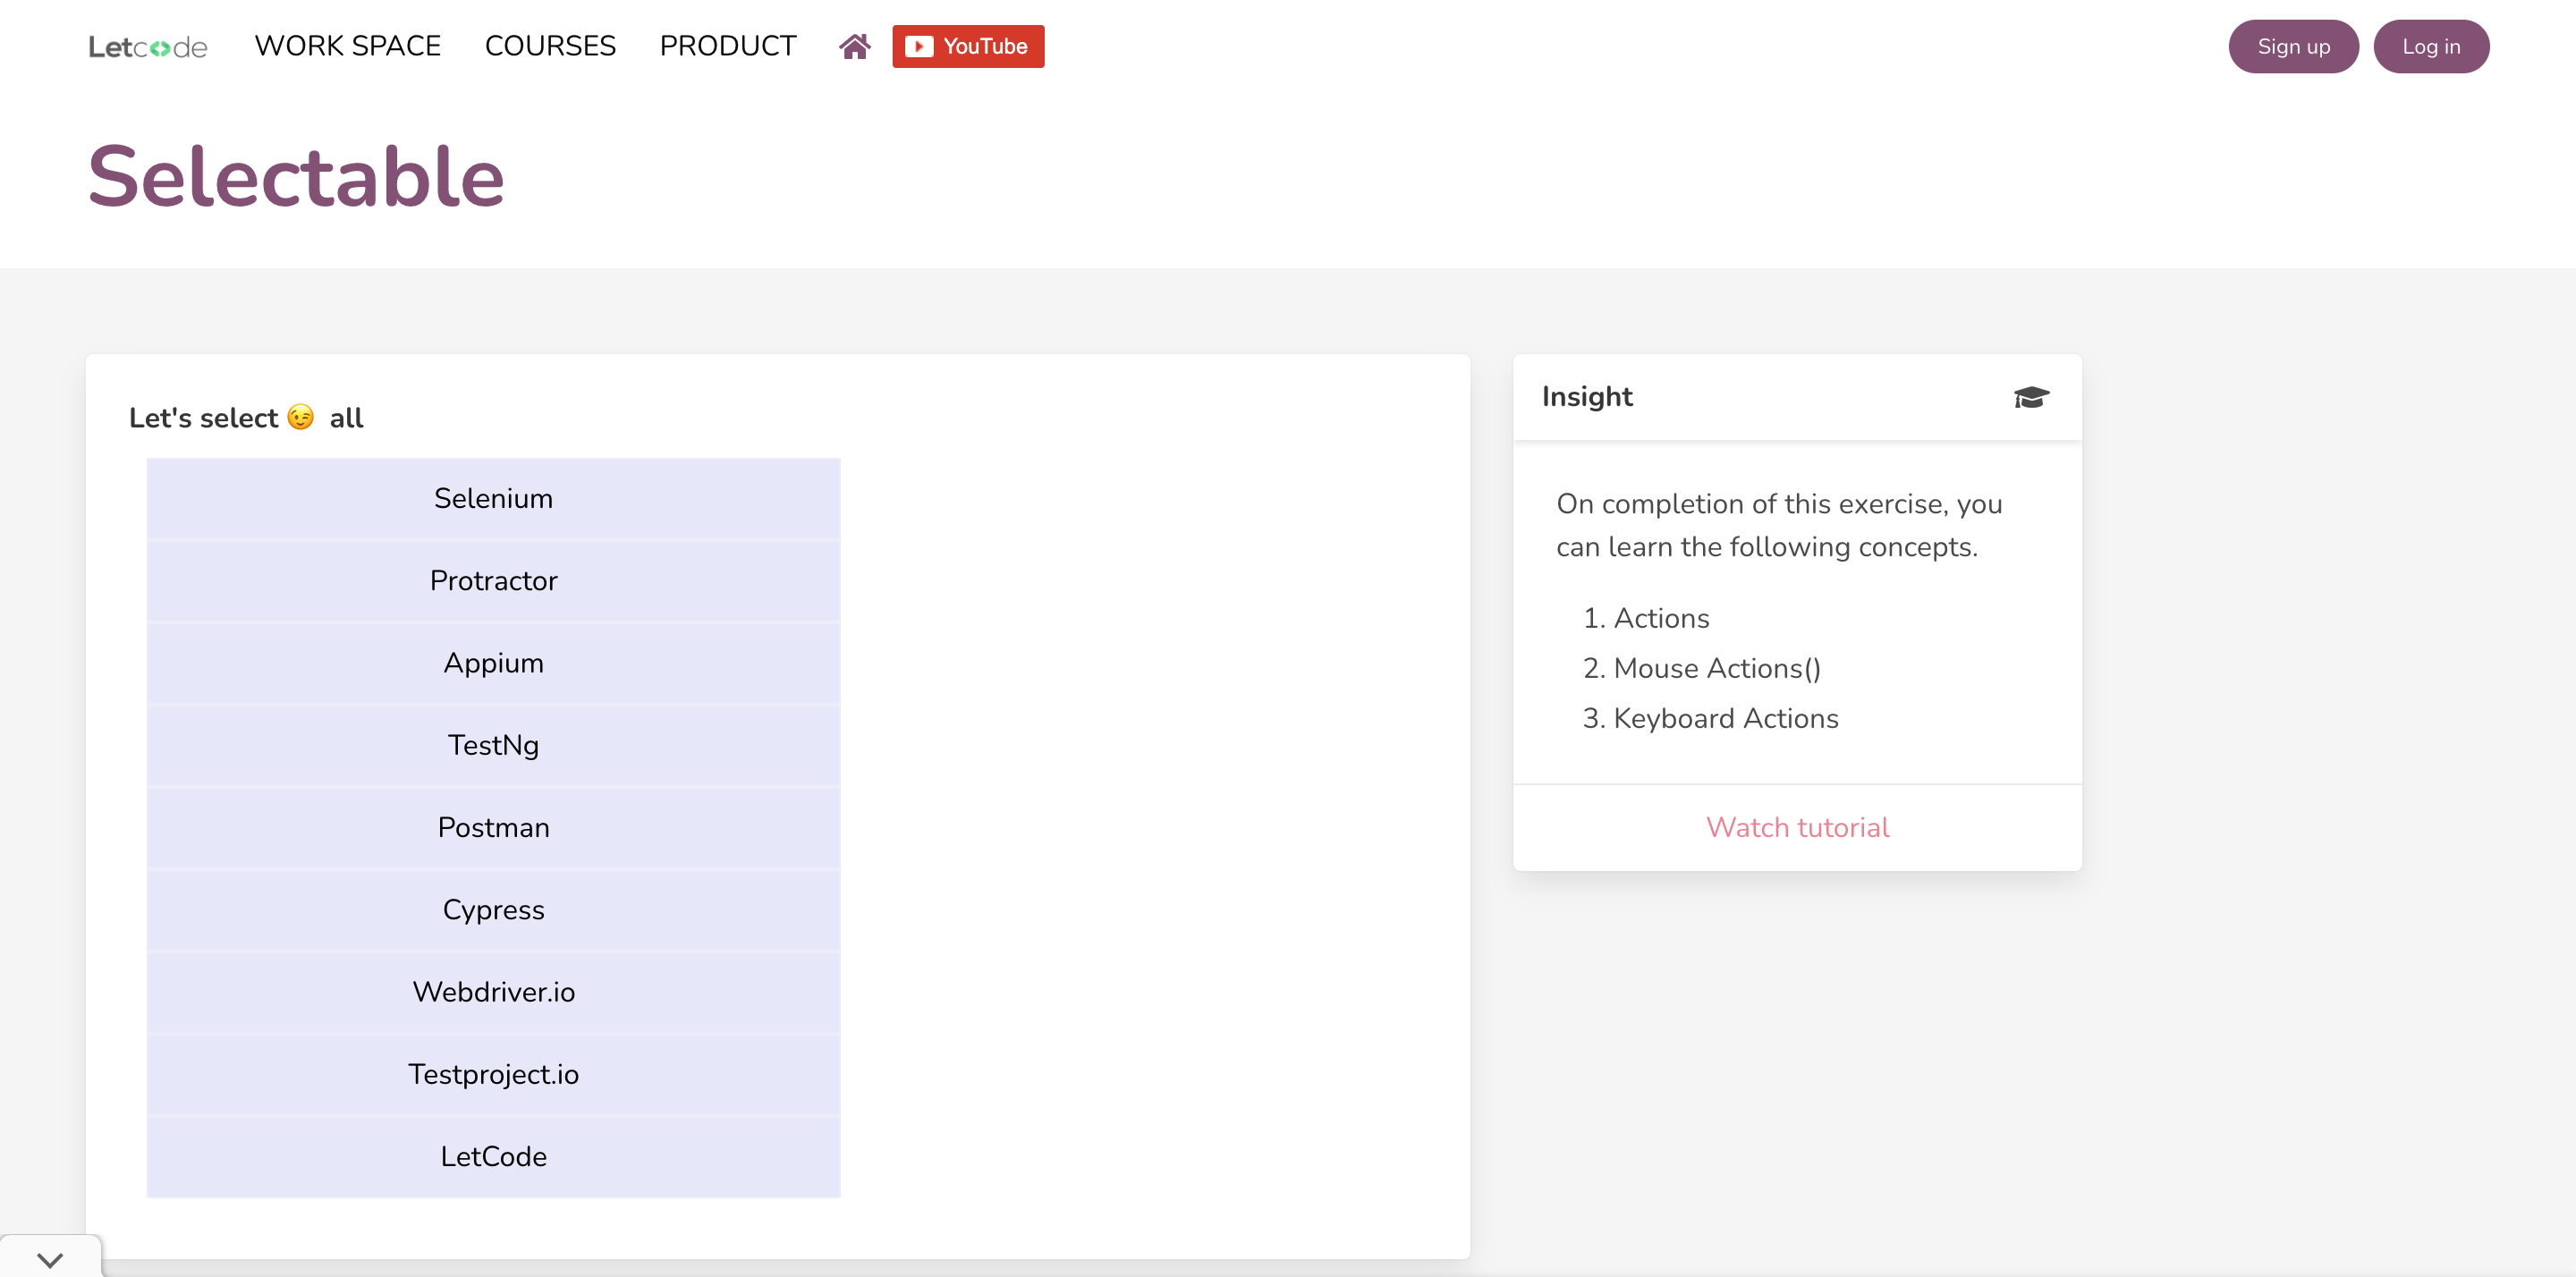 Letcode WORK SPACE COURSES PRODUCT YouTube Sign up Log in
Selectable
Let's select 😉 all
Selenium
Protractor
Appium
TestNg
Postman
Cypress
Webdriver.io
Testproject.io
LetCode
Insight
On completion of this exercise, you
can learn the following concepts.
1. Actions
2. Mouse Actions()
3. Keyboard Actions
Watch tutorial